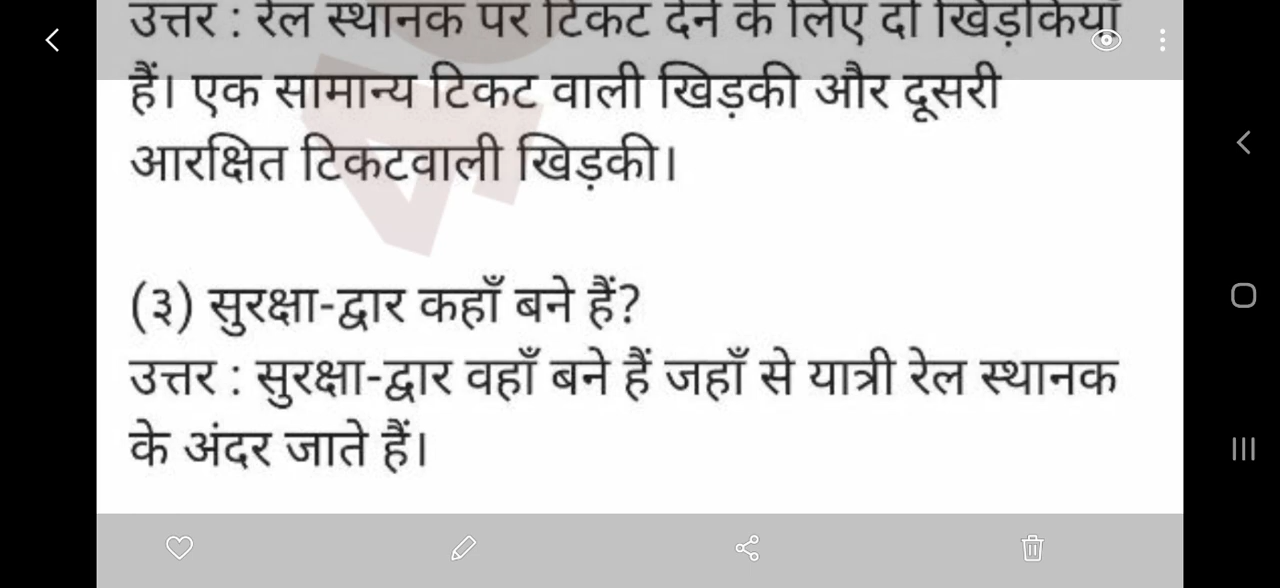 उत्तर : रेल स्थानक पर टिकट देने के लिए दो खिड़कियाँ
हैं। एक सामान्य टिकट वाली खिड़की और दूसरी
आरक्षित टिकटवाली खिड़की।
(३) सुरक्षा-द्वार कहाँ बने हैं?
उत्तर : सुरक्षा-द्वार वहाँ बने हैं जहाँ से यात्री रेल स्थानक
के अंदर जाते हैं।